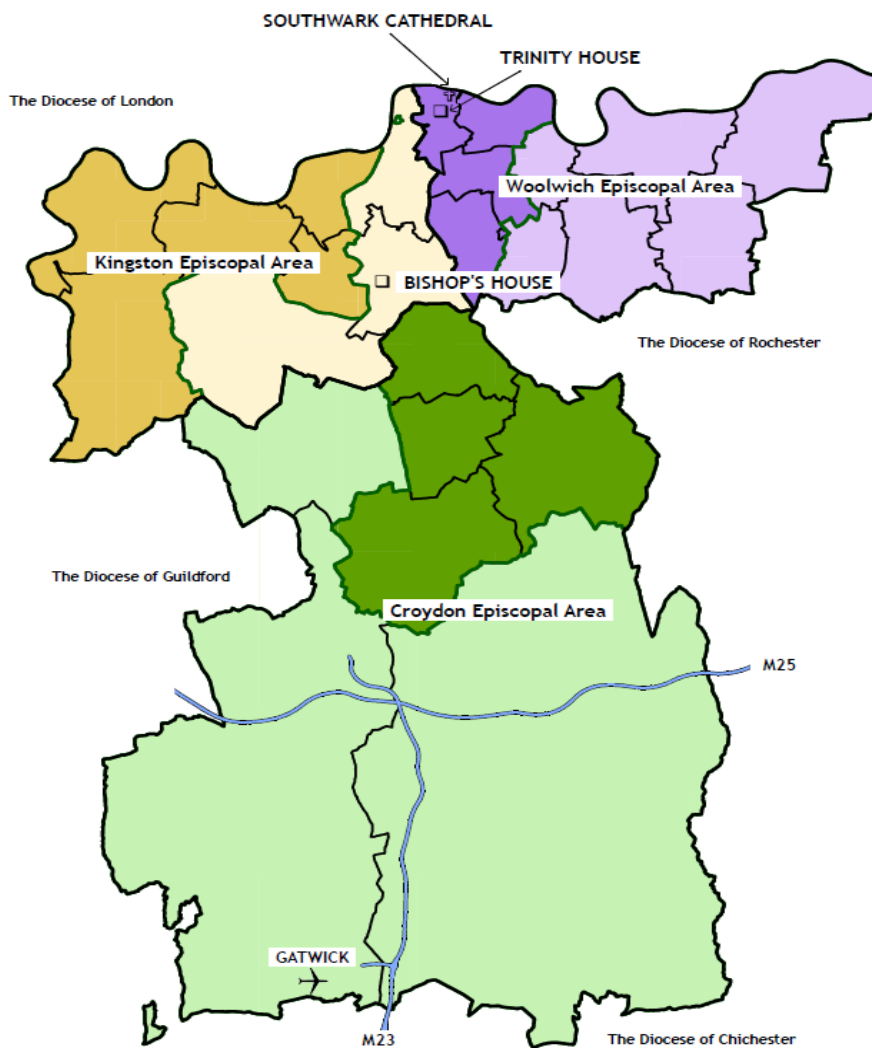 SOUTHWARK CATHEDRAL
TRINITY HOUSE
The Diocese of London
Woolwich Episcopal Area
Kingston Episcopal Area
BISHOP'S HOUSE
The Diocese of Rochester
The Diocese of Guildford
Croydon Episcopal Area
M25
GATWICK
M23
The Diocese of Chichester